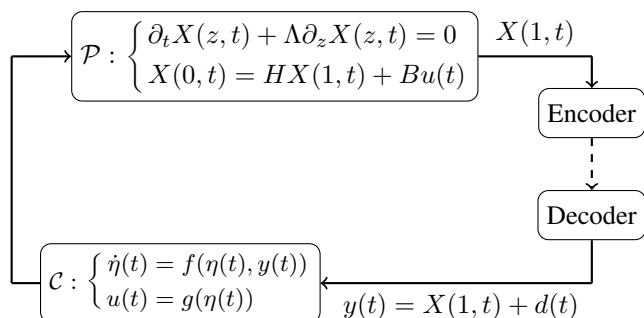 𝒫 : { ∂ₜX(z, t) + Λ∂_zX(z, t) = 0
X(0, t) = HX(1, t) + Bu(t)
X(1, t)
Encoder
Decoder
𝒞 : { η̇(t) = f(η(t), y(t))
u(t) = g(η(t))
y(t) = X(1, t) + d(t)